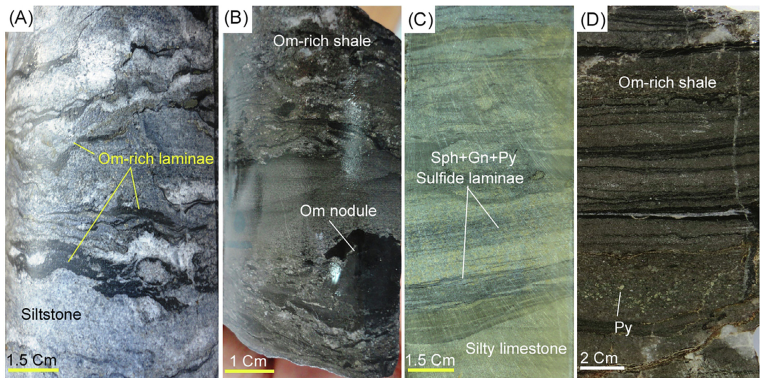 (A)
Om-rich laminae
Siltstone
1.5 Cm
(B)
Om-rich shale
Om nodule
1 Cm
(C)
Sph+Gn+Py
Sulfide laminae
Silty limestone
1.5 Cm
(D)
Om-rich shale
Py
2 Cm